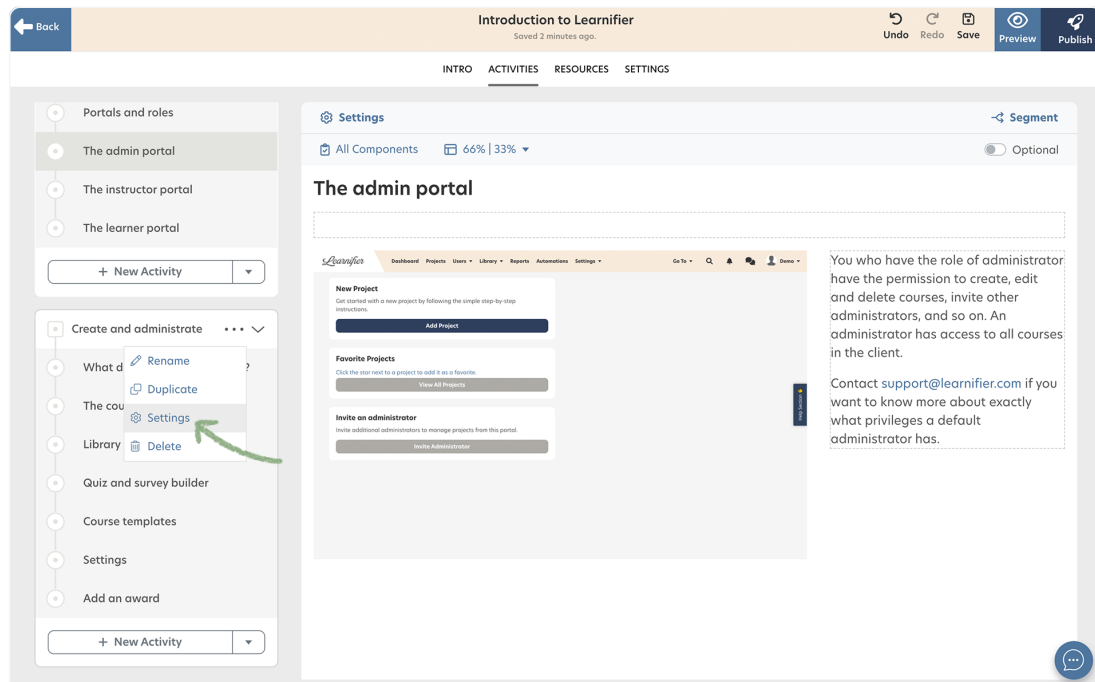 Back
Introduction to Learnifier
Saved 2 minutes ago.
Undo
Redo
Save
Preview
Publish
INTRO
ACTIVITIES
RESOURCES
SETTINGS
Portals and roles
The admin portal
The instructor portal
The learner portal
+ New Activity
Create and administrate
What d
?
Rename
Duplicate
The cou
Settings
Library
Delete
Quiz and survey builder
Course templates
Settings
Add an award
+ New Activity
Settings
Segment
All Components
66% | 33%
Optional
The admin portal
Learnifier
Dashboard
Projects
Users
Library
Reports
Automations
Settings
Go To
Demo
New Project
Get started with a new project by following the simple step-by-step
instructions.
Add Project
Favorite Projects
Click the star next to a project to add it as a favorite.
View All Projects
Invite an administrator
Invite additional administrators to manage projects from this portal.
Invite Administrator
Help Section
You who have the role of administrator
have the permission to create, edit
and delete courses, invite other
administrators, and so on. An
administrator has access to all courses
in the client.
Contact support@learnifier.com if you
want to know more about exactly
what privileges a default
administrator has.